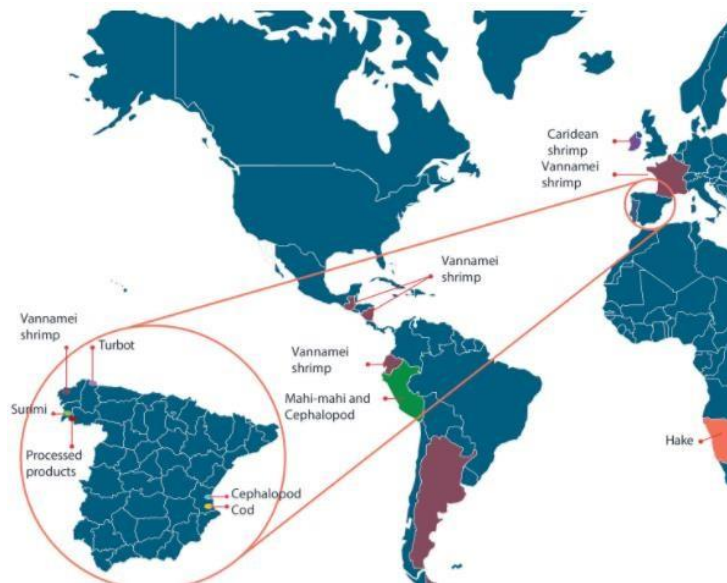 Caridean
shrimp
Vannamei
shrimp
Vannamei
shrimp
Vannamei
shrimp
Mahi-mahi and
Cephalopod
Hake
Vannamei
shrimp
Turbot
Surimi
Processed
products
Cephalopod
Cod